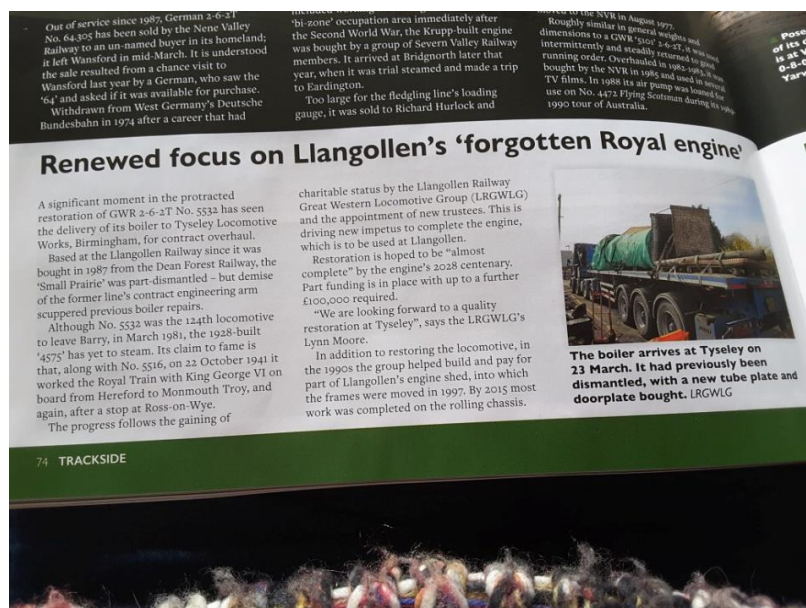 Out of service since 1987, German 2-6-2T
No. 64.305 has been sold by the Nene Valley
Railway to an un-named buyer in its homeland;
it left Wansford in mid-March. It is understood
the sale resulted from a chance visit to
Wansford last year by a German, who saw the
‘64’ and asked if it was available for purchase.
Withdrawn from West Germany’s Deutsche
Bundesbahn in 1974 after a career that had
‘bi-zone’ occupation area immediately after
the Second World War, the Krupp-built engine
was bought by a group of Severn Valley Railway
members. It arrived at Bridgnorth later that
year, when it was trial steamed and made a trip
to Eardington.
Too large for the fledgling line’s loading
gauge, it was sold to Richard Hurlock and
moved to the NVR in August 1977.
Roughly similar in general weights and
dimensions to a GWR ‘5101’ 2-6-2T, it was used
intermittently and steadily returned to good
running order. Overhauled in 1982-1983, it was
bought by the NVR in 1985 and used in several
TV films. In 1988 its air pump was loaned for
use on No. 4472 Flying Scotsman during its
1990 tour of Australia.
Pose
of its
is at
0-8-0
Yar
Renewed focus on Llangollen’s ‘forgotten Royal engine’
A significant moment in the protracted
restoration of GWR 2-6-2T No. 5532 has seen
the delivery of its boiler to Tyseley Locomotive
Works, Birmingham, for contract overhaul.
Based at the Llangollen Railway since it was
bought in 1987 from the Dean Forest Railway, the
‘Small Prairie’ was part-dismantled – but demise
of the former line’s contract engineering arm
scuppered previous boiler repairs.
Although No. 5532 was the 124th locomotive
to leave Barry, in March 1981, the 1928-built
‘4575’ has yet to steam. Its claim to fame is
that, along with No. 5516, on 22 October 1941 it
worked the Royal Train with King George VI on
board from Hereford to Monmouth Troy, and
again, after a stop at Ross-on-Wye.
The progress follows the gaining of
charitable status by the Llangollen Railway
Great Western Locomotive Group (LRGWLG)
and the appointment of new trustees. This is
driving new impetus to complete the engine,
which is to be used at Llangollen.
Restoration is hoped to be “almost
complete” by the engine’s 2028 centenary.
Part funding is in place with up to a further
£100,000 required.
“We are looking forward to a quality
restoration at Tyseley”, says the LRGWLG’s
Lynn Moore.
In addition to restoring the locomotive, in
the 1990s the group helped build and pay for
part of Llangollen’s engine shed, into which
the frames were moved in 1997. By 2015 most
work was completed on the rolling chassis.
The boiler arrives at Tyseley on
23 March. It had previously been
dismantled, with a new tube plate and
doorplate bought. LRGWLG
74 TRACKSIDE